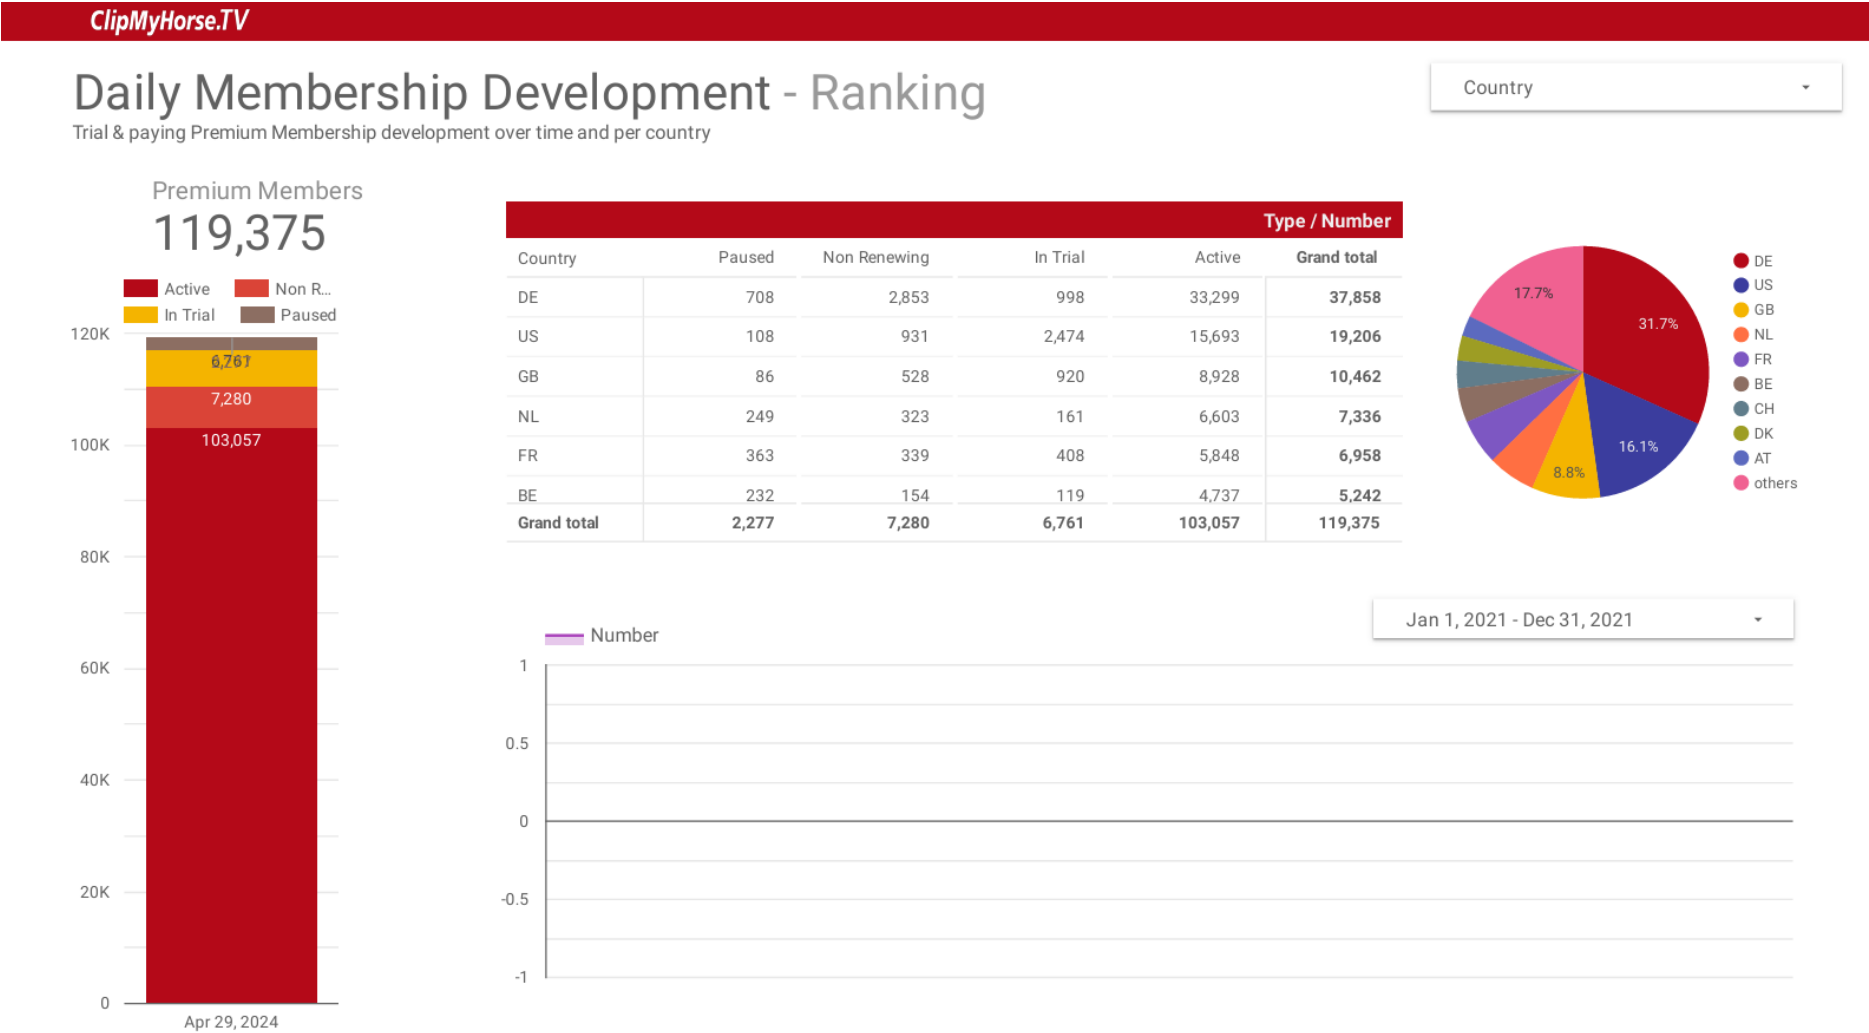 ClipMyHorse.TV
Daily Membership Development - Ranking
Trial & paying Premium Membership development over time and per country
Country
Premium Members
119,375
Active
Non R...
In Trial
Paused
120K
100K
80K
60K
40K
20K
0
6,761
7,280
103,057
Apr 29, 2024
Type / Number
Country Paused Non Renewing In Trial Active Grand total
DE 708 2,853 998 33,299 37,858
US 108 931 2,474 15,693 19,206
GB 86 528 920 8,928 10,462
NL 249 323 161 6,603 7,336
FR 363 339 408 5,848 6,958
BE 232 154 119 4,737 5,242
Grand total 2,277 7,280 6,761 103,057 119,375
17.7%
31.7%
16.1%
8.8%
DE
US
GB
NL
FR
BE
CH
DK
AT
others
Jan 1, 2021 - Dec 31, 2021
Number
1
0.5
0
-0.5
-1